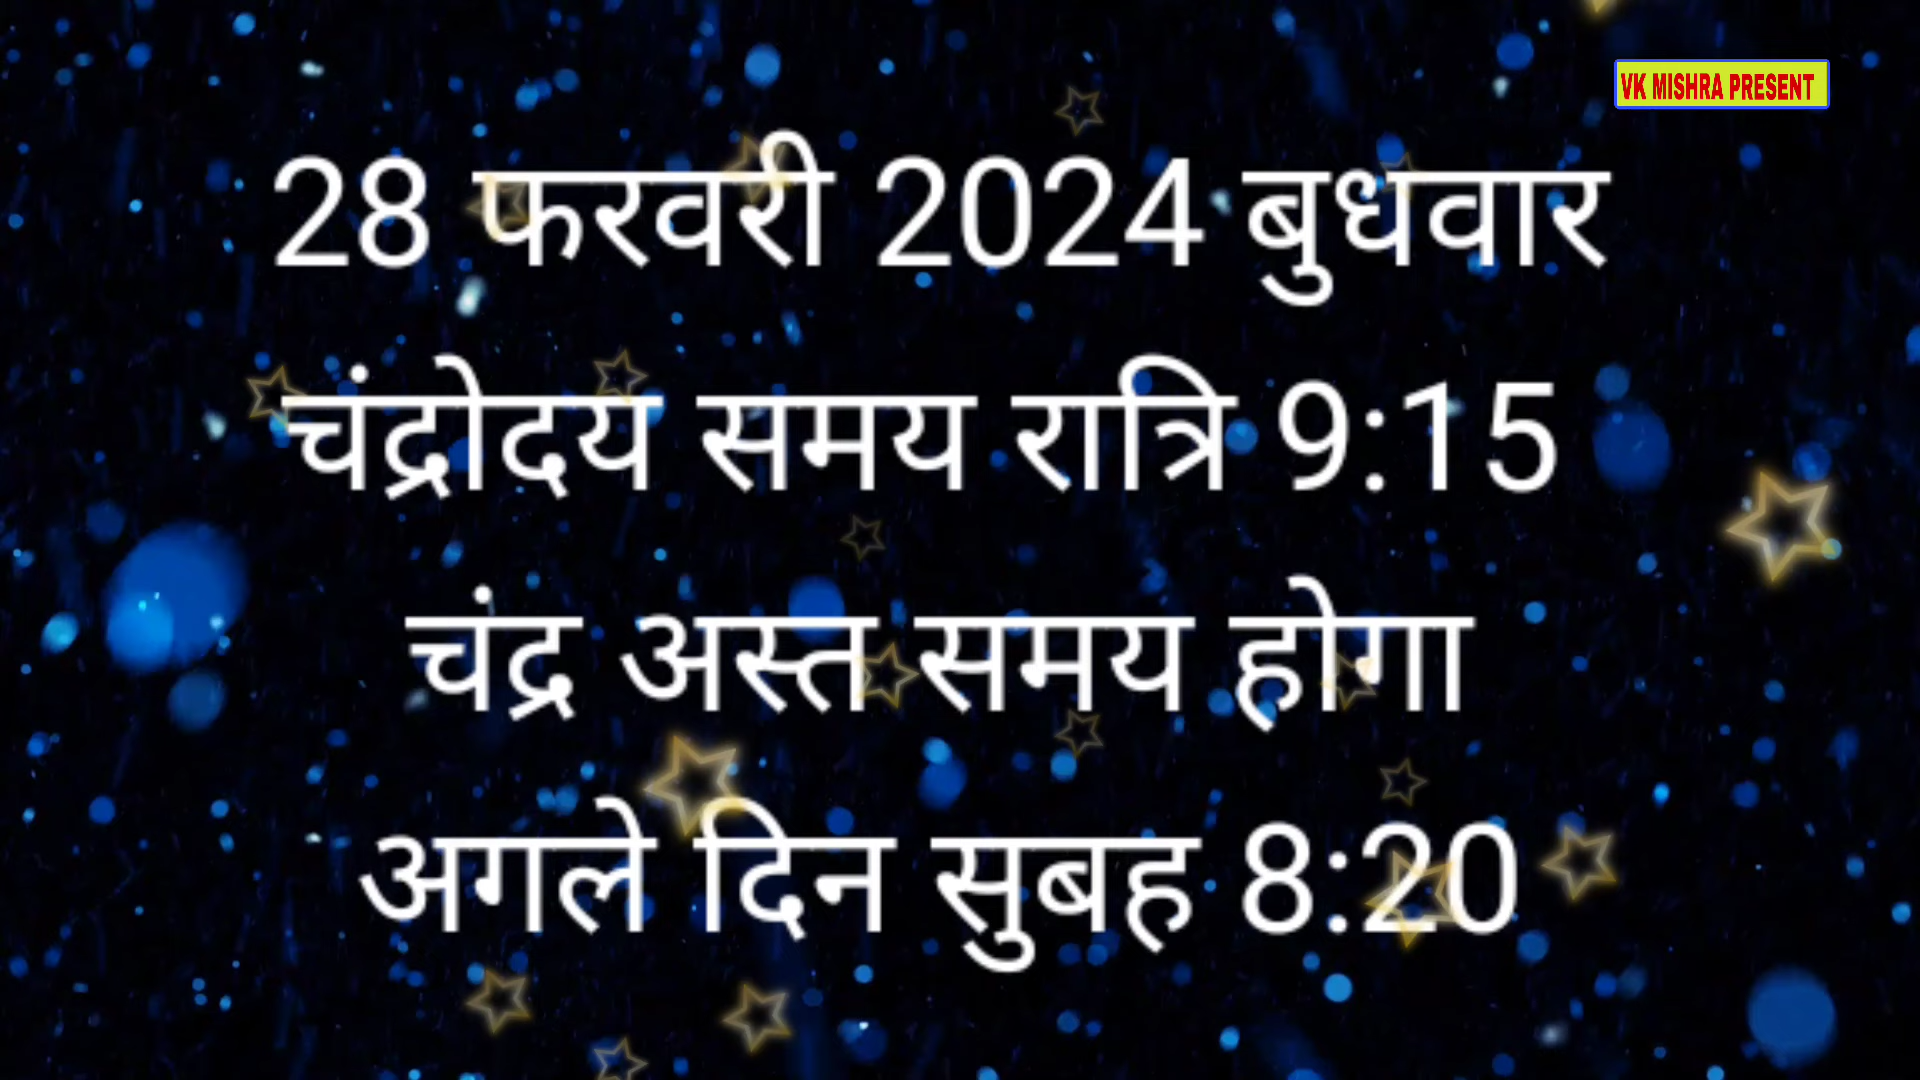 VK MISHRA PRESENT
28 फरवरी 2024 बुधवार
चंद्रोदय समय रात्रि 9:15
चंद्र अस्त समय होगा
अगले दिन सुबह 8:20